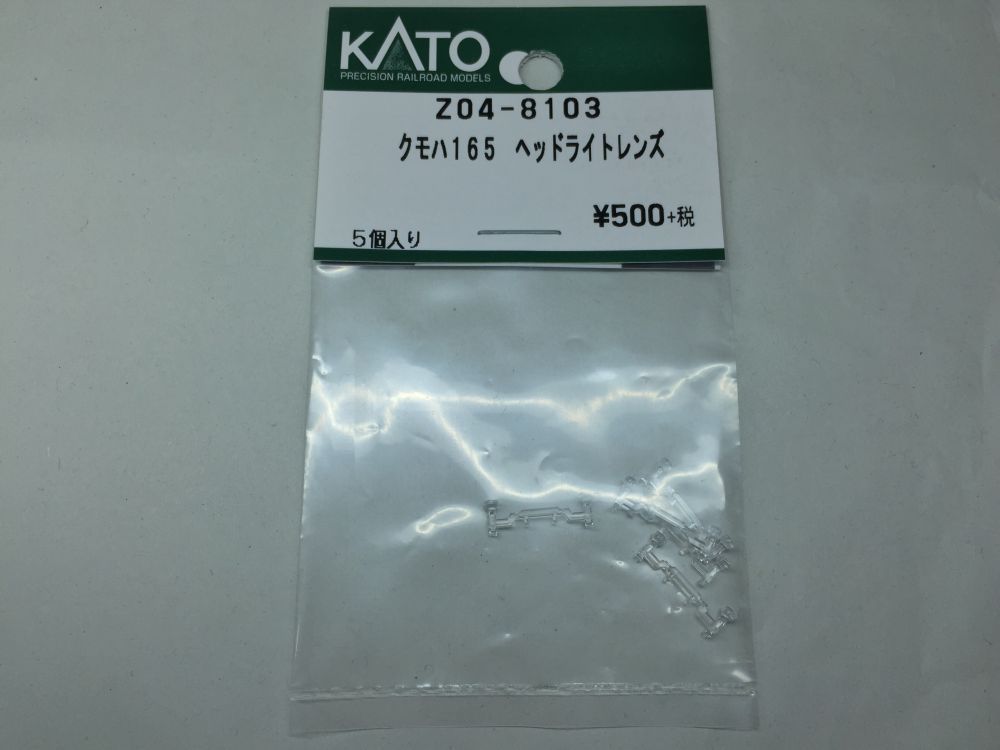 KATO
PRECISION RAILROAD MODELS
Z04-8103
クモハ165 ヘッドライトレンズ
¥500+税
5個入り